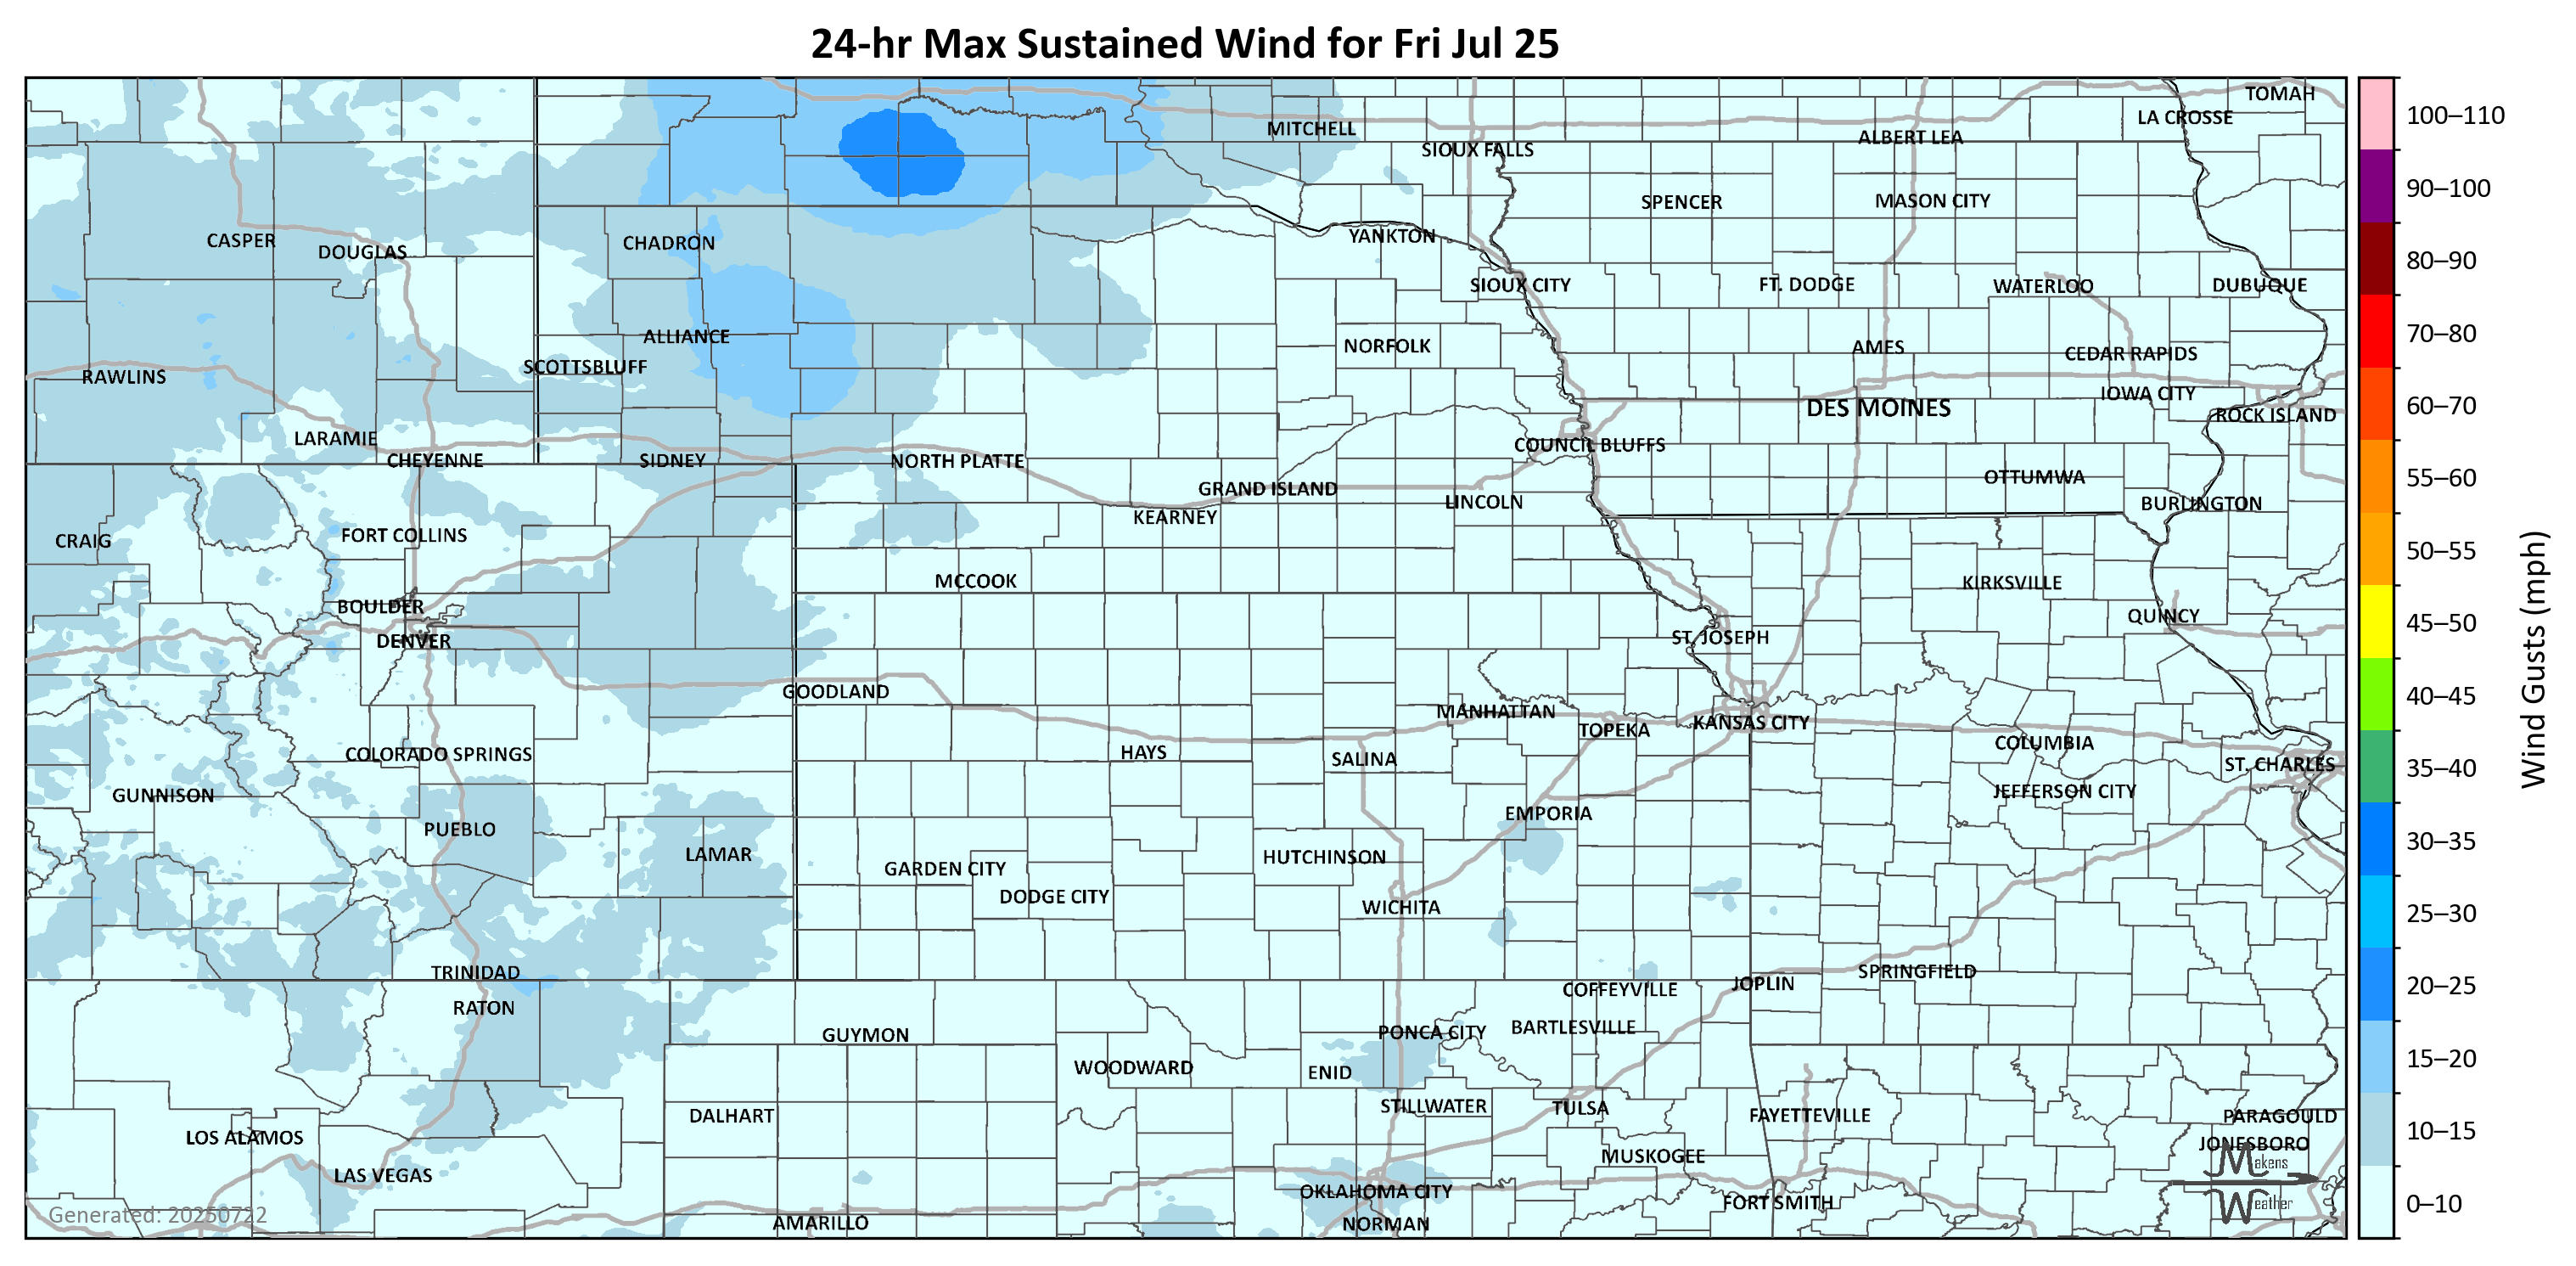 24-hr Max Sustained Wind for Fri Jul 25
TOMAH
LA CROSSE
MITCHELL
ALBERT LEA
SIOUX FALLS
SPENCER
MASON CITY
CASPER
DOUGLAS
CHADRON
YANKTON
SIOUX CITY
FT. DODGE
WATERLOO
DUBUQUE
ALLIANCE
NORFOLK
AMES
CEDAR RAPIDS
SCOTTSBLUFF
RAWLINS
IOWA CITY
DES MOINES
ROCK ISLAND
LARAMIE
COUNCIL BLUFFS
CHEYENNE
SIDNEY
NORTH PLATTE
OTTUMWA
GRAND ISLAND
LINCOLN
BURLINGTON
KEARNEY
CRAIG
FORT COLLINS
MCCOOK
KIRKSVILLE
BOULDER
QUINCY
DENVER
ST. JOSEPH
GOODLAND
MANHATTAN
TOPEKA
KANSAS CITY
COLORADO SPRINGS
HAYS
SALINA
COLUMBIA
ST. CHARLES
GUNNISON
JEFFERSON CITY
PUEBLO
EMPORIA
LAMAR
HUTCHINSON
GARDEN CITY
DODGE CITY
WICHITA
TRINIDAD
SPRINGFIELD
JOPLIN
COFFEYVILLE
RATON
GUYMON
PONCA CITY
BARTLESVILLE
WOODWARD
ENID
DALHART
STILLWATER
TULSA
FAYETTEVILLE
PARAGOULD
LOS ALAMOS
JONESBORO
MUSKOGEE
LAS VEGAS
OKLAHOMA CITY
FORT SMITH
AMARILLO
NORMAN
Generated: 20250722
Makens
Weather
100–110
90–100
80–90
70–80
60–70
55–60
50–55
45–50
40–45
35–40
30–35
25–30
20–25
15–20
10–15
0–10
Wind Gusts (mph)